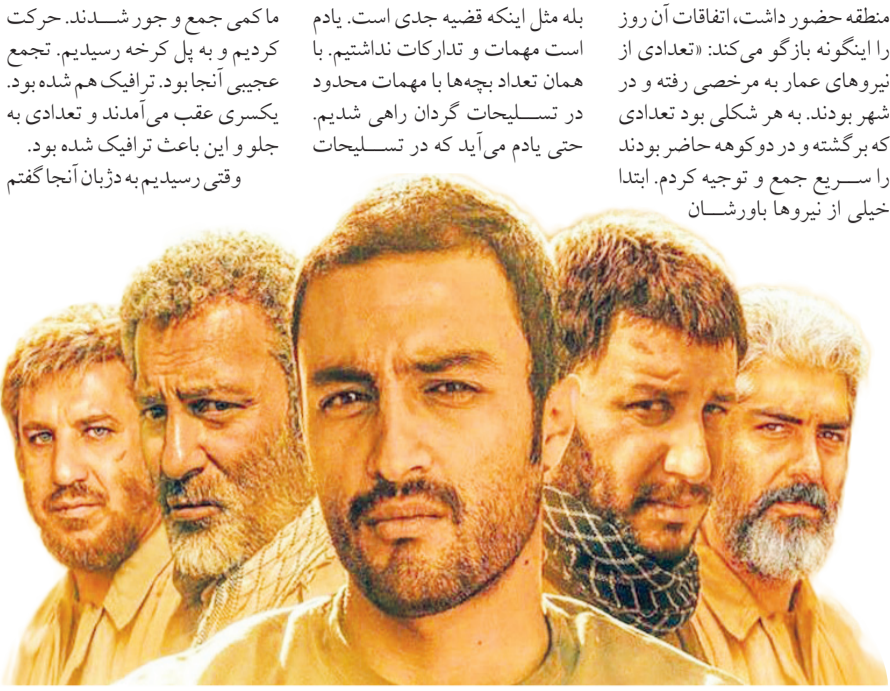 منطقه حضور داشت، اتفاقات آن روز
را اینگونه بازگو می‌کند: «تعدادی از
نیروهای عمار به مرخصی رفته و در
شهر بودند. به هر شکلی بود تعدادی
که برگشته و در دوکوهه حاضر بودند
را سریع جمع و توجیه کردم. ابتدا
خیلی از نیروها باورشان
بله مثل اینکه قضیه جدی است. یادم
است مهمات و تدارکات نداشتیم. با
همان تعداد بچه‌ها با مهمات محدود
در تسلیحات گردان راهی شدیم.
حتی یادم می‌آید که در تسلیحات
ما کمی جمع و جور شدند. حرکت
کردیم و به پل کرخه رسیدیم. تجمع
عجیبی آنجا بود. ترافیک هم شده بود.
یکسری عقب می‌آمدند و تعدادی به
جلو و این باعث ترافیک شده بود.
وقتی رسیدیم به دژبان آنجا گفتم